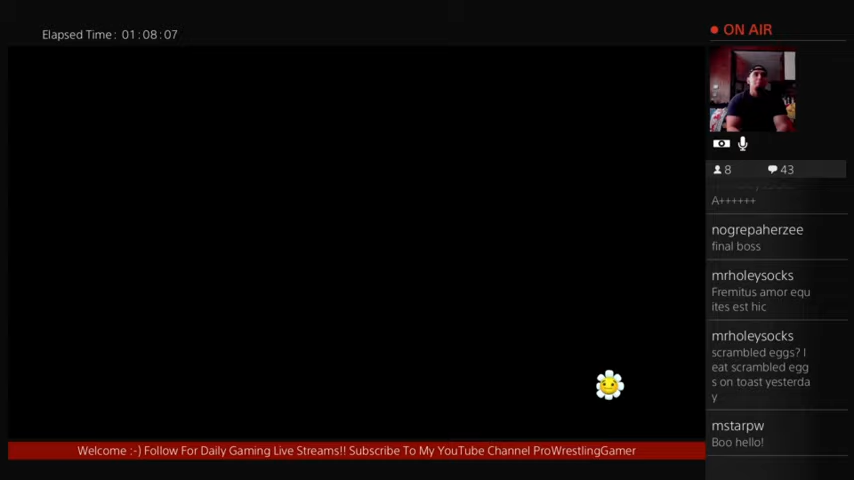 Elapsed Time: 01:08:07
ON AIR
8 43
A++++++
nogrepaherzee
final boss
mrholeysocks
Fremitus amor equ
ites est hic
mrholeysocks
scrambled eggs? I
eat scrambled egg
s on toast yesterda
y
mstarpw
Boo hello!
Welcome :-) Follow For Daily Gaming Live Streams!! Subscribe To My YouTube Channel ProWrestlingGamer